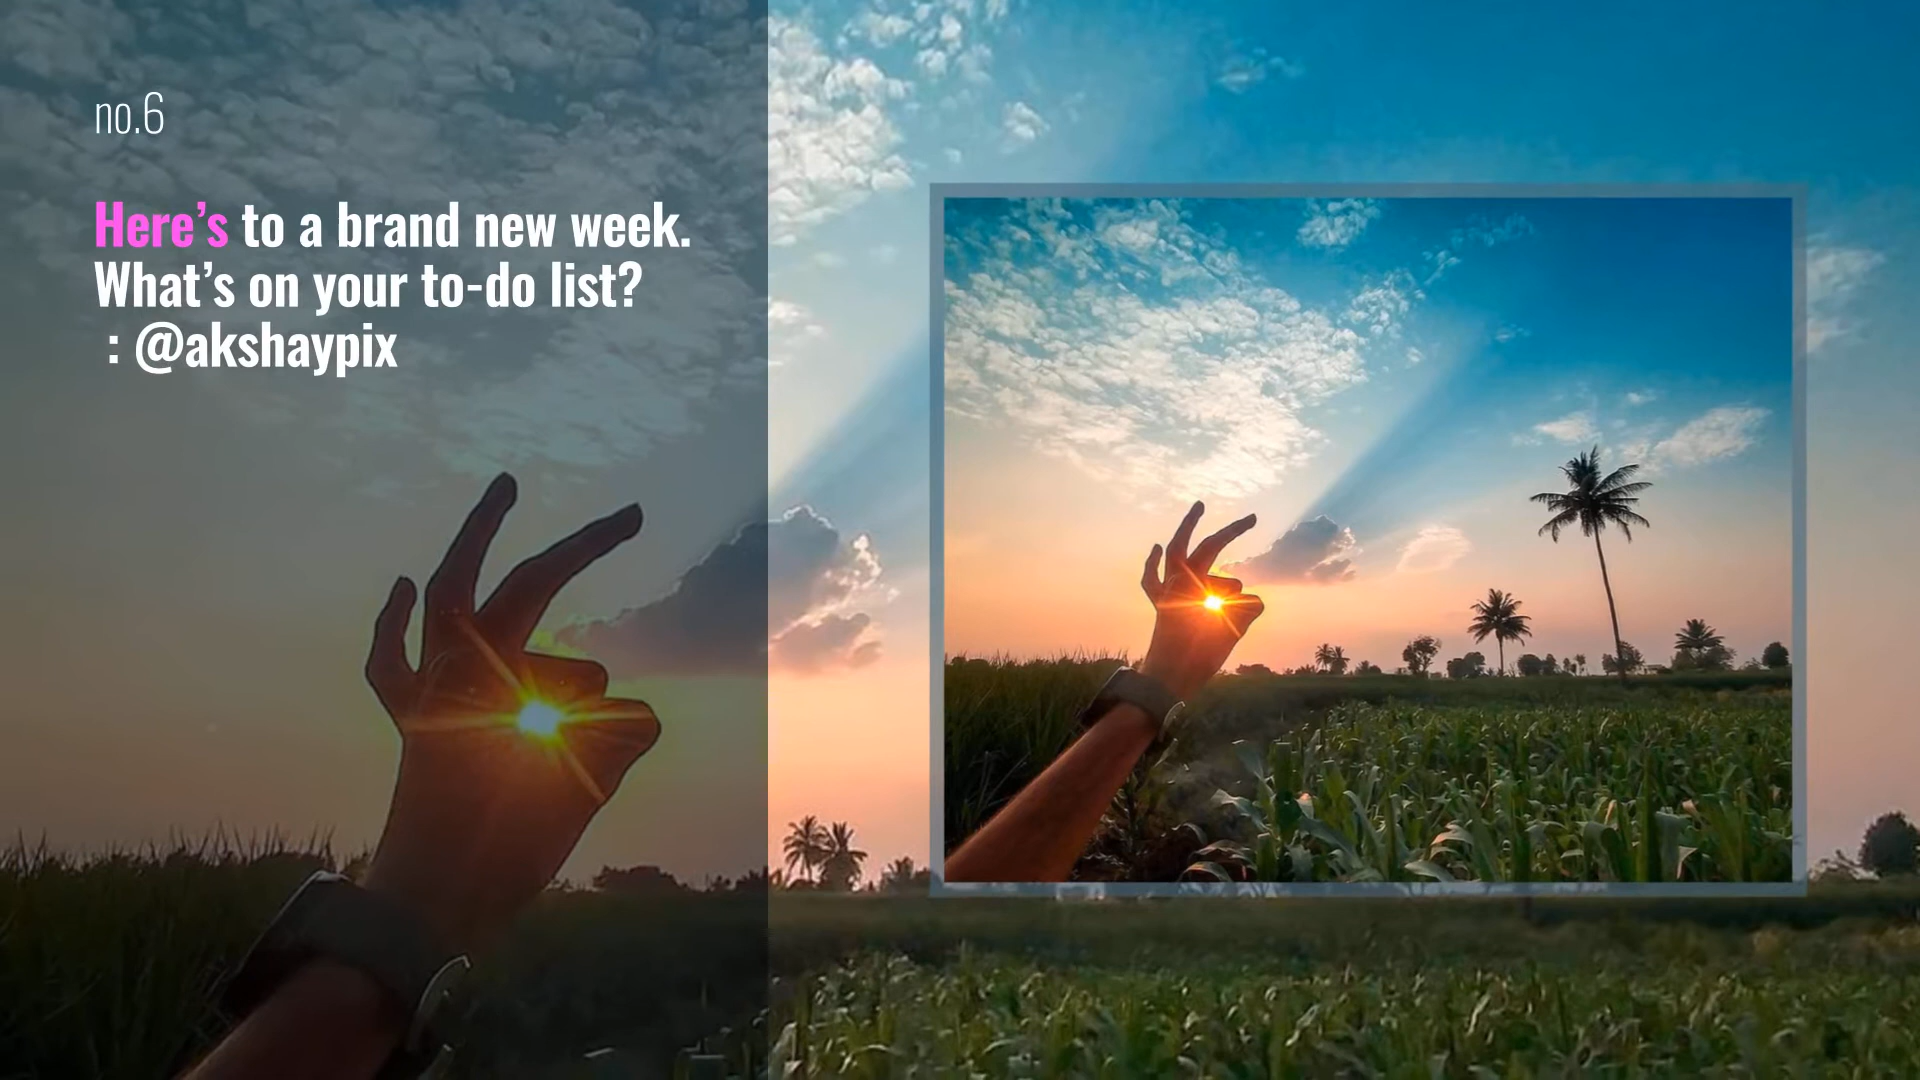 no.6
Here’s to a brand new week.
What’s on your to-do list?
: @akshaypix